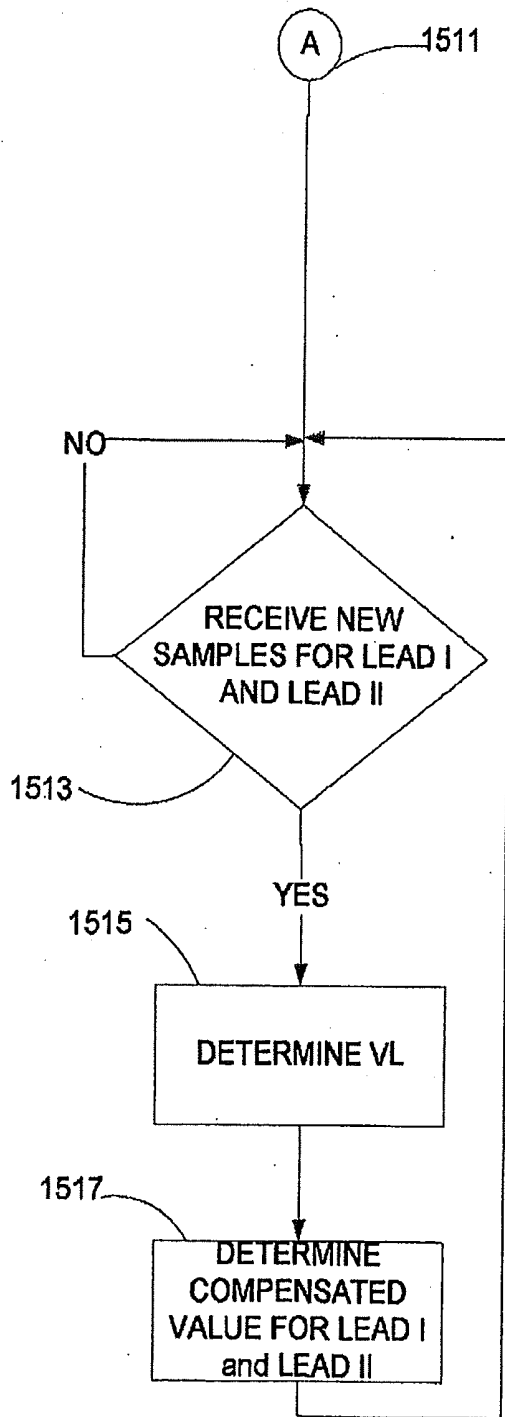 A
1511
NO
RECEIVE NEW
SAMPLES FOR LEAD I
AND LEAD II
1513
YES
1515
DETERMINE VL
1517
DETERMINE
COMPENSATED
VALUE FOR LEAD I
and LEAD II